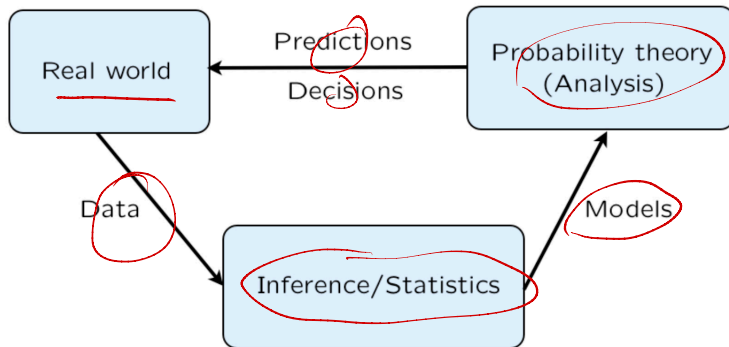 Real world
Predictions
Decisions
Probability theory
(Analysis)
Data
Models
Inference/Statistics